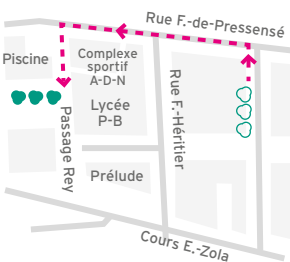 Rue F.-de-Pressensé
Piscine
Complexe
sportif
A-D-N
Lycée
P-B
Rue F.-Héritier
Passage Rey
Prélude
Cours E.-Zola